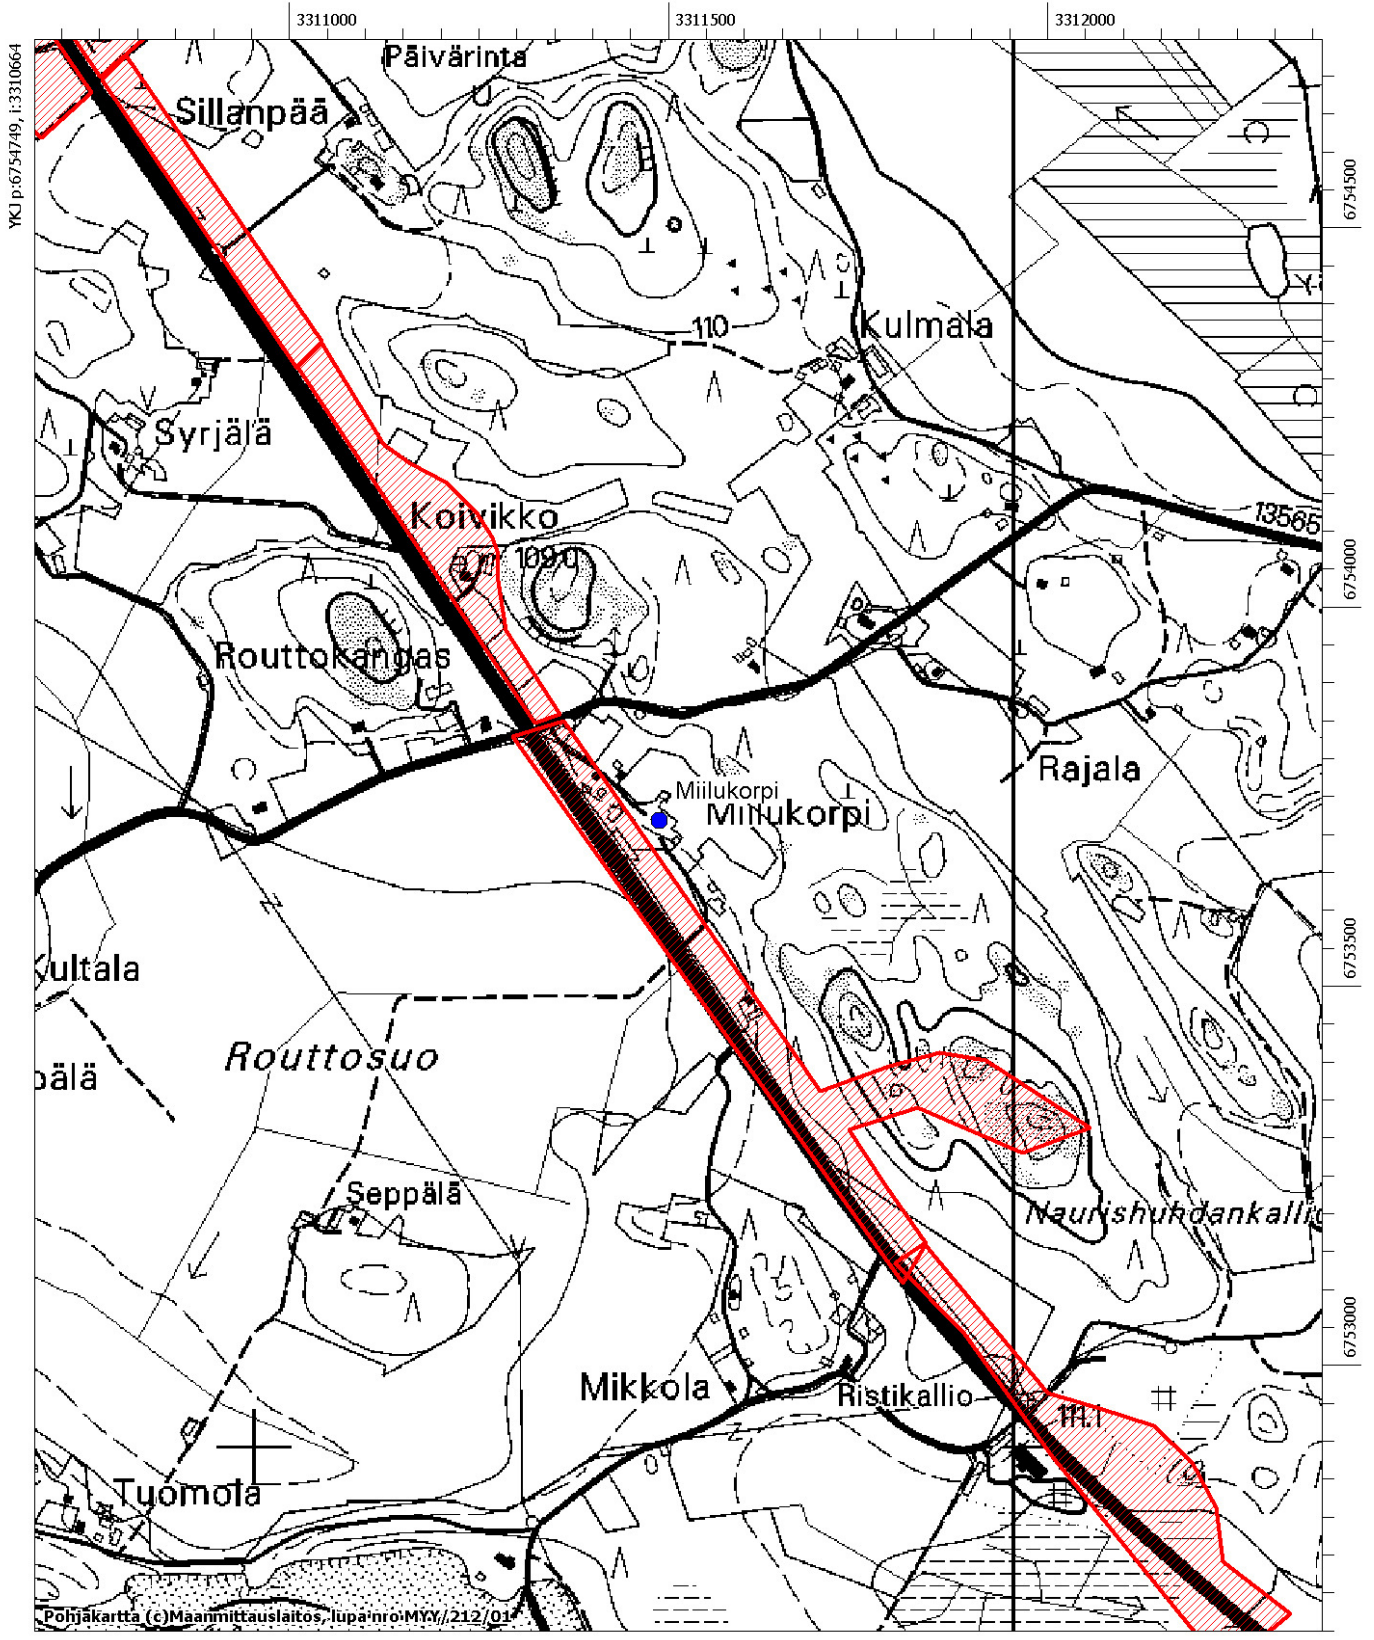 3311000
3311500
3312000
YKJ p:6754749, i:3310664
Päivärinta
Sillanpää
6754500
110
Kulmala
Syrjälä
Koivikko
109.0
13565
6754000
Routtokangas
Rajala
Miilukorpi
Miilukorpi
6753500
Kultala
Routtosuo
pälä
Seppälä
Naurishuhdankallio
6753000
Mikkola
Ristikallio
111.1
Tuomola
Pohjakartta (c)Maanmittauslaitos, lupa nro MYY/212/01